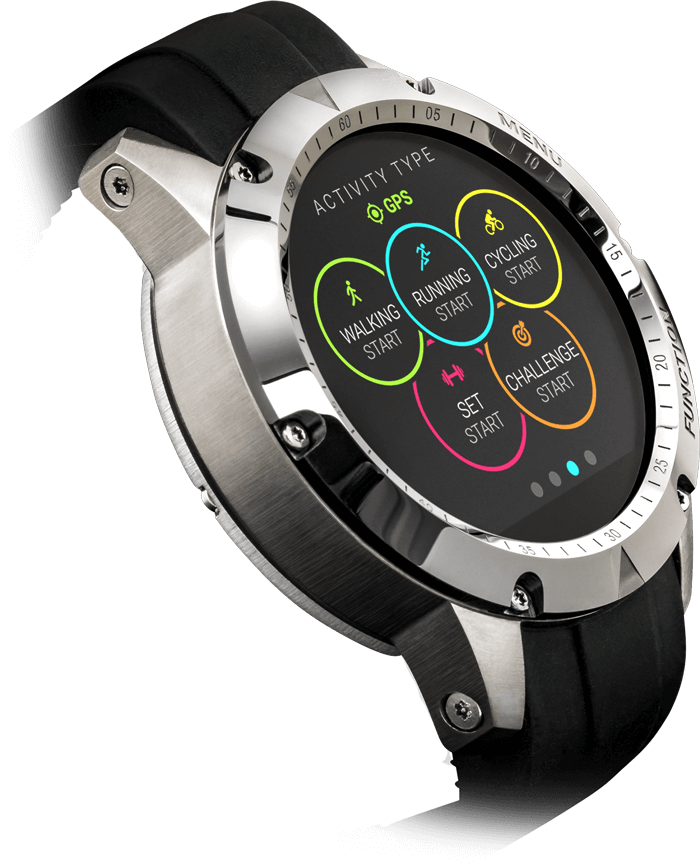 60
05
MENU
10
15
ACTIVITY TYPE
GPS
CYCLING
START
RUNNING
START
WALKING
START
CHALLENGE
START
SET
START
FUNCTION
20
25
30
35